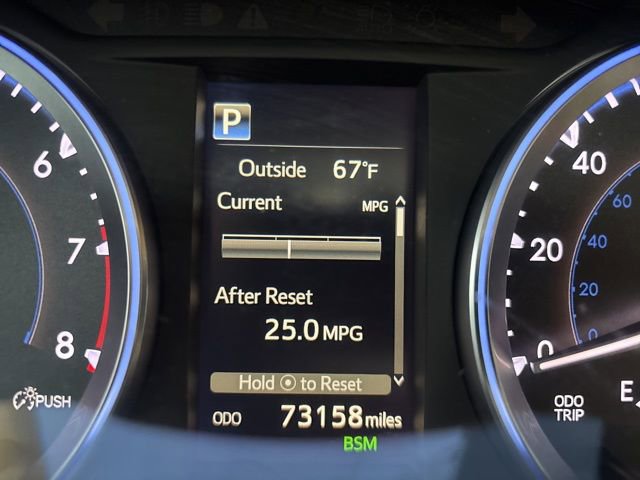 P
Outside 67°F
Current MPG
After Reset
25.0 MPG
Hold to Reset
ODO 73158 miles
BSM
6
7
8
PUSH
40
20
0
60
40
20
0
ODO
TRIP
E